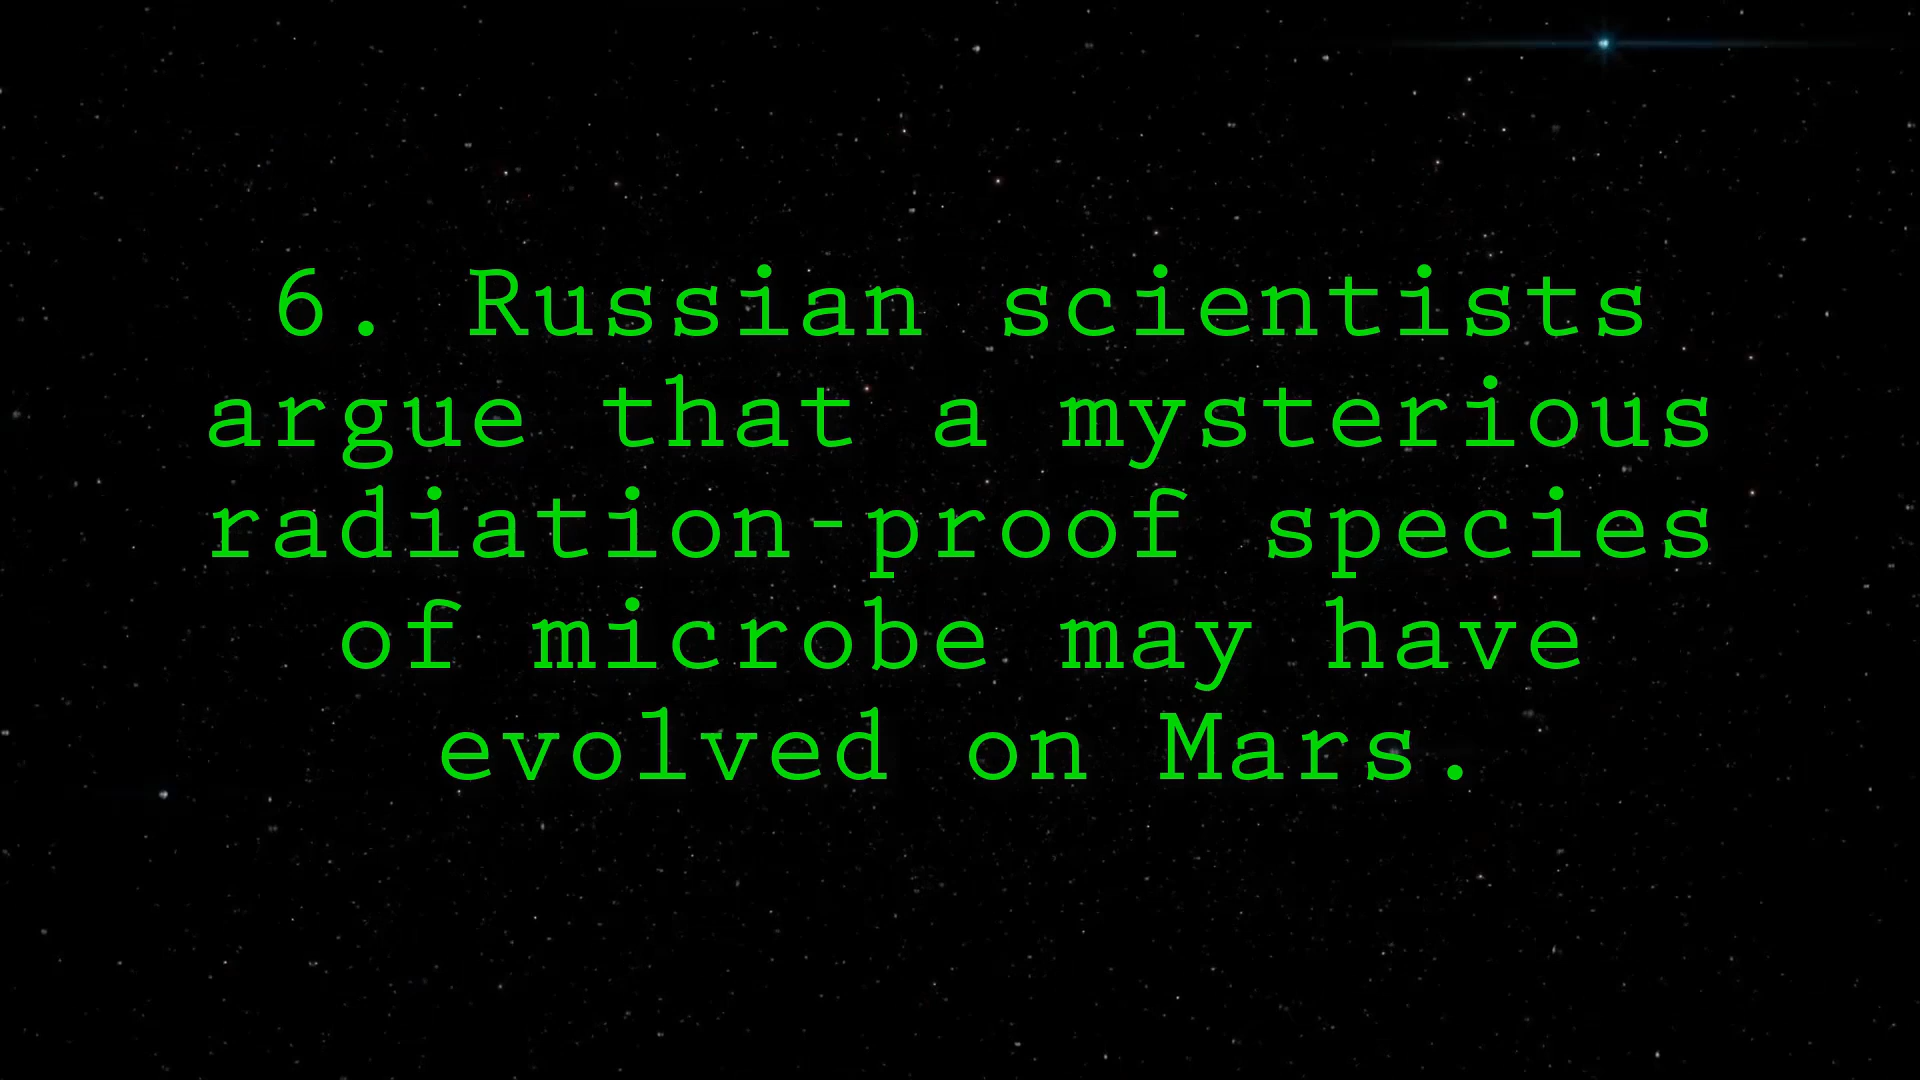 6. Russian scientists
argue that a mysterious
radiation-proof species
of microbe may have
evolved on Mars.